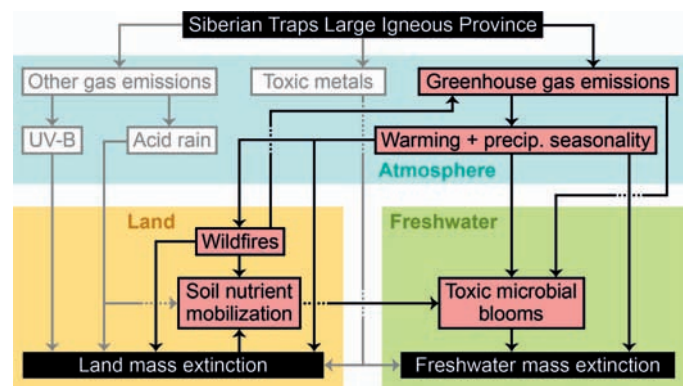 Siberian Traps Large Igneous Province
Other gas emissions
Toxic metals
Greenhouse gas emissions
UV-B
Acid rain
Warming + precip. seasonality
Atmosphere
Land
Freshwater
Wildfires
Soil nutrient
mobilization
Toxic microbial
blooms
Land mass extinction
Freshwater mass extinction